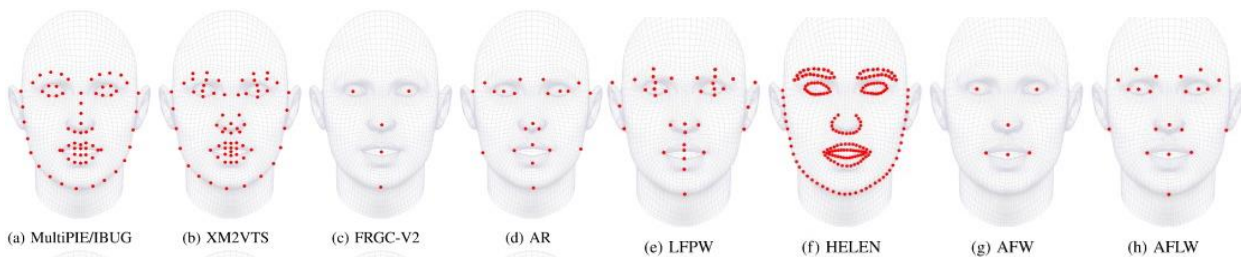 (a) MultiPIE/IBUG
(b) XM2VTS
(c) FRGC-V2
(d) AR
(e) LFPW
(f) HELEN
(g) AFW
(h) AFLW